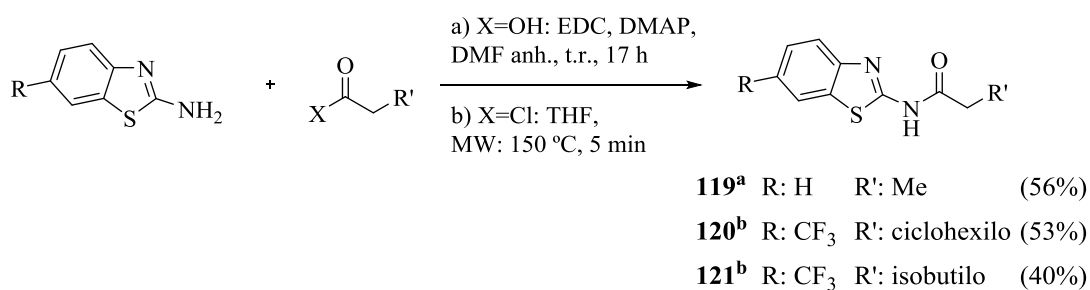 a) X=OH: EDC, DMAP,
DMF anh., t.r., 17 h
b) X=Cl: THF,
MW: 150 ºC, 5 min
R
N
S
NH₂
+
O
X
R'
R
N
S
N
H
O
R'
119ᵃ R: H R': Me (56%)
120ᵇ R: CF₃ R': ciclohexilo (53%)
121ᵇ R: CF₃ R': isobutilo (40%)